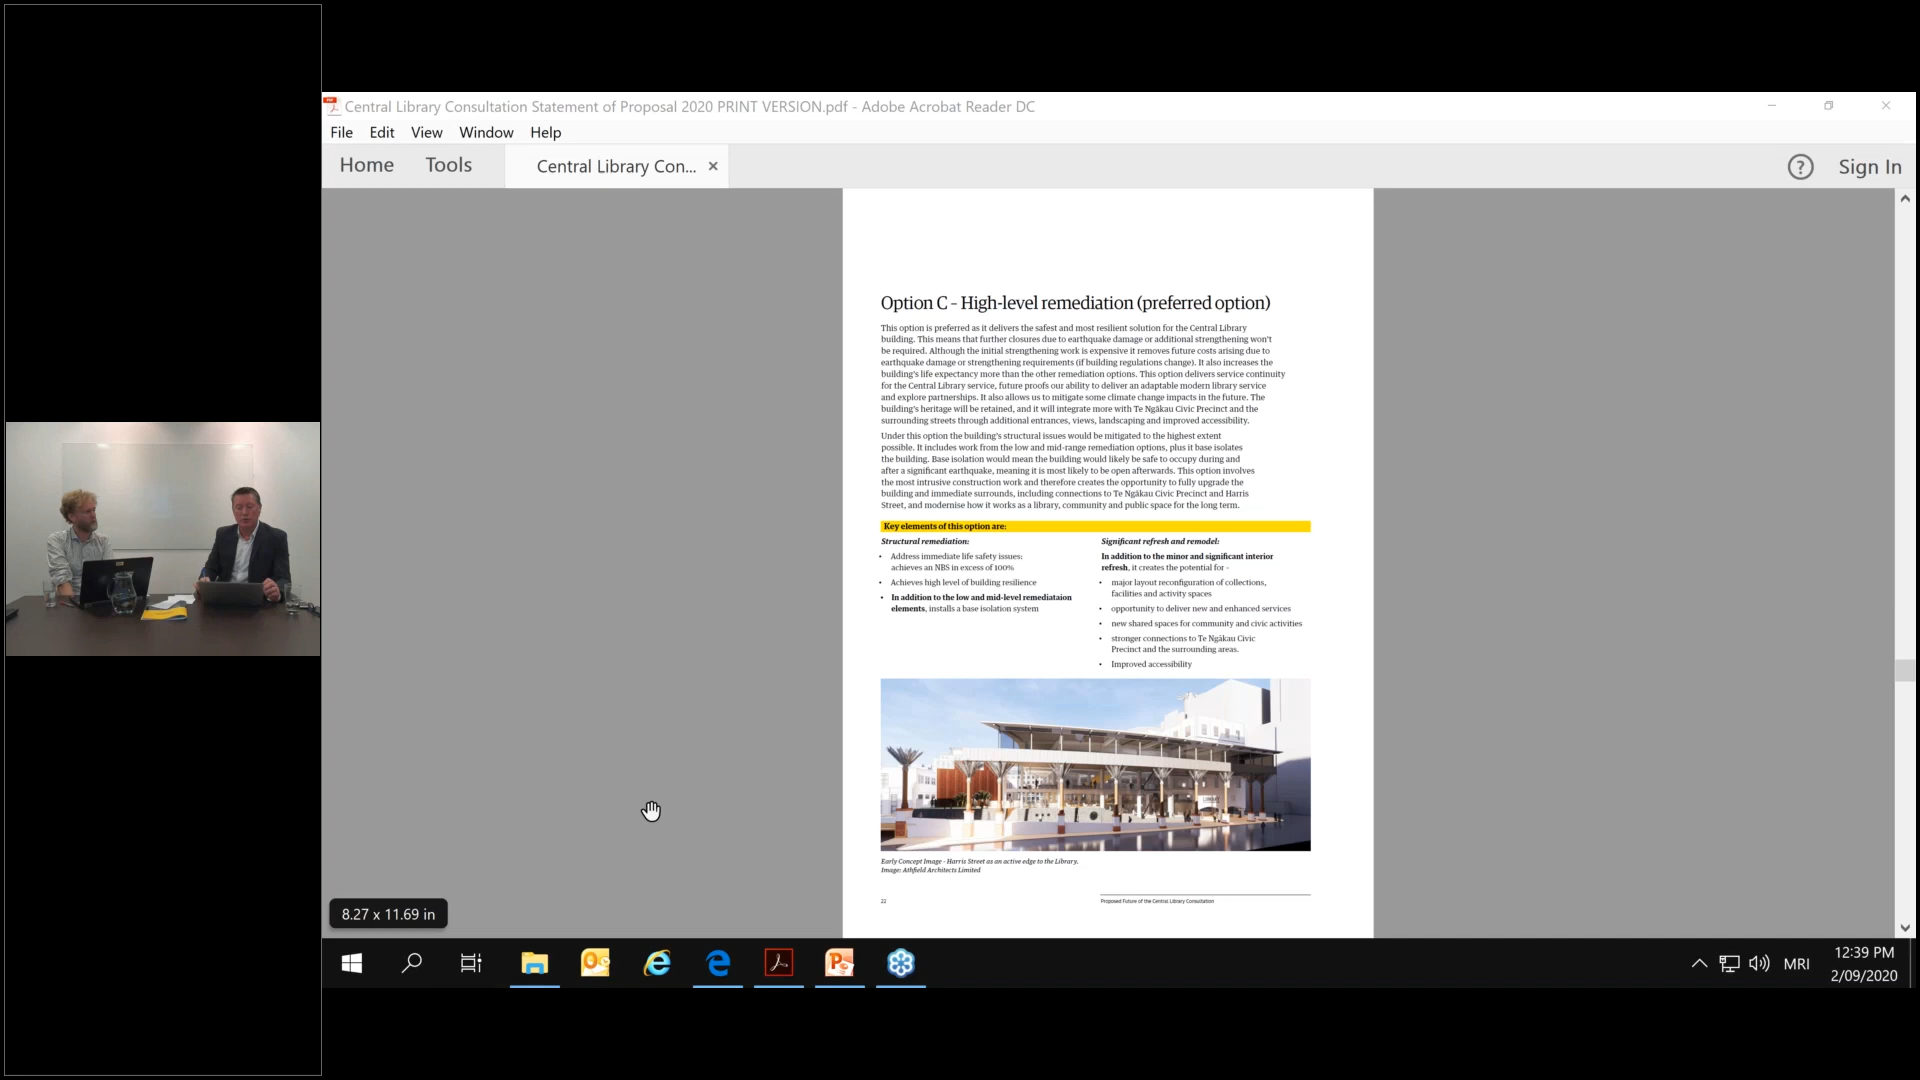 Central Library Consultation Statement of Proposal 2020 PRINT VERSION.pdf - Adobe Acrobat Reader DC
File Edit View Window Help
Home Tools Central Library Con... Sign In
Option C – High-level remediation (preferred option)
This option is preferred as it delivers the safest and most resilient solution for the Central Library
building. This means that further closures due to earthquake damage or additional strengthening won't
be required. Although the initial strengthening work is expensive it removes future costs arising due to
earthquake damage or strengthening requirements (if building regulations change). It also increases the
building's life expectancy more than the other remediation options. This option delivers service continuity
for the Central Library service, future proofs our ability to deliver an adaptable modern library service
and explore partnerships. It also allows us to mitigate some climate change impacts in the future. The
building's heritage will be retained, and it will integrate more with Te Ngākau Civic Precinct and the
surrounding streets through additional entrances, views, landscaping and improved accessibility.
Under this option the building's structural issues would be mitigated to the highest extent
possible. It includes work from the low and mid-range remediation options, plus it base isolates
the building. Base isolation would mean the building would likely be safe to occupy during and
after a significant earthquake, meaning it is most likely to be open afterwards. This option involves
the most intrusive construction work and therefore creates the opportunity to fully upgrade the
building and immediate surrounds, including connections to Te Ngākau Civic Precinct and Harris
Street, and modernise how it works as a library, community and public space for the long term.
Key elements of this option are:
Structural remediation:
• Address immediate life safety issues:
achieves an NBS in excess of 100%
• Achieves high level of building resilience
• In addition to the low and mid-level remediataion
elements, installs a base isolation system
Significant refresh and remodel:
In addition to the minor and significant interior
refresh, it creates the potential for -
• major layout reconfiguration of collections,
facilities and activity spaces
• opportunity to deliver new and enhanced services
• new shared spaces for community and civic activities
• stronger connections to Te Ngākau Civic
Precinct and the surrounding areas.
• Improved accessibility
Early Concept Image - Harris Street as an active edge to the Library.
Image: Athfield Architects Limited
22
Proposed Future of the Central Library Consultation
8.27 x 11.69 in
MRI
12:39 PM
2/09/2020